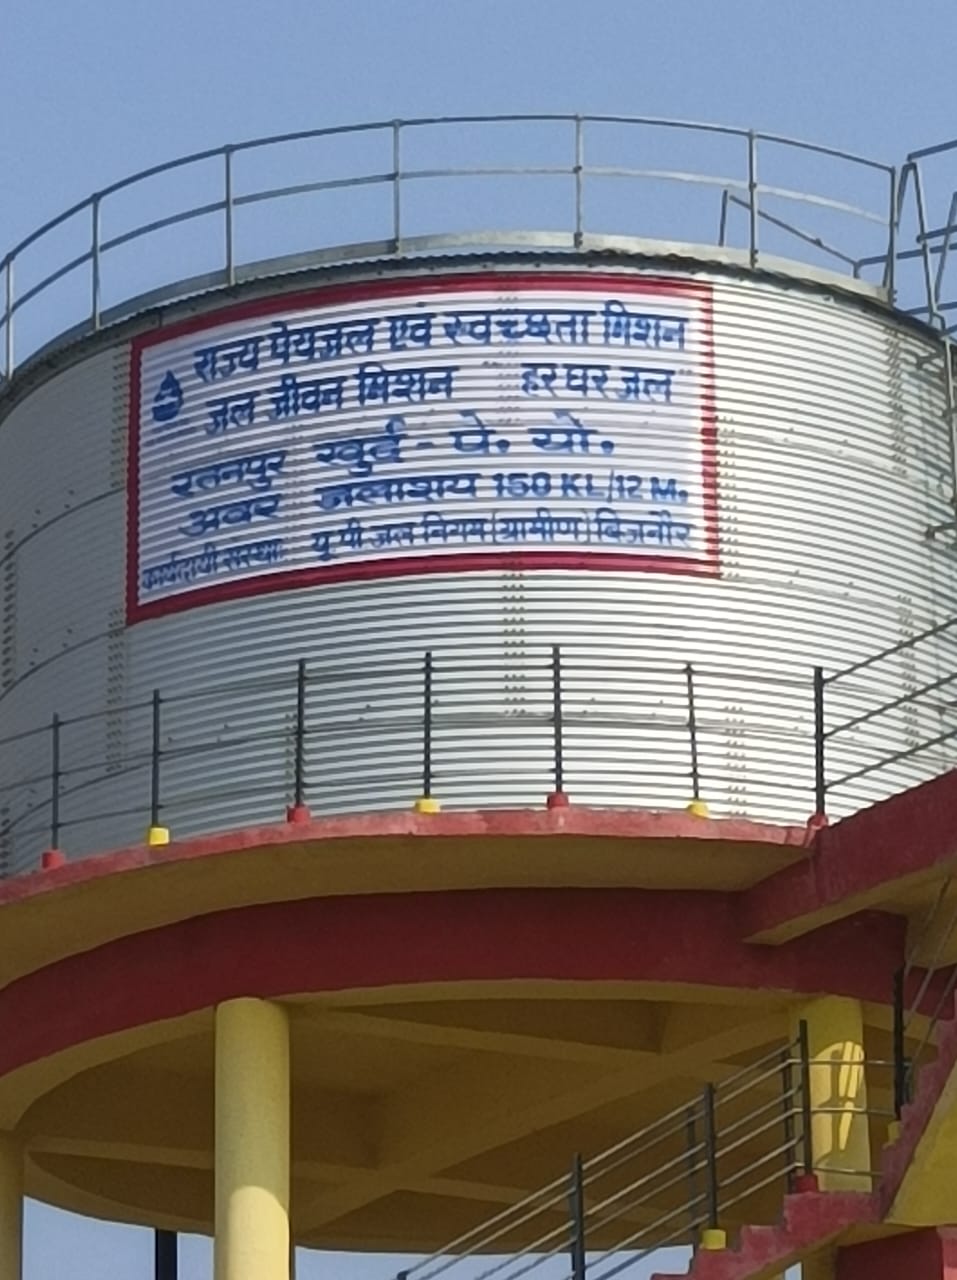 राज्य पेयजल एवं स्वच्छता मिशन
जल जीवन मिशन हर घर जल
रतनपुर खुर्द - पे. यो.
अवर जलाशय 150 KL/12 M.
कार्यदायी संस्था: यू पी जल निगम (ग्रामीण) बिजनौर